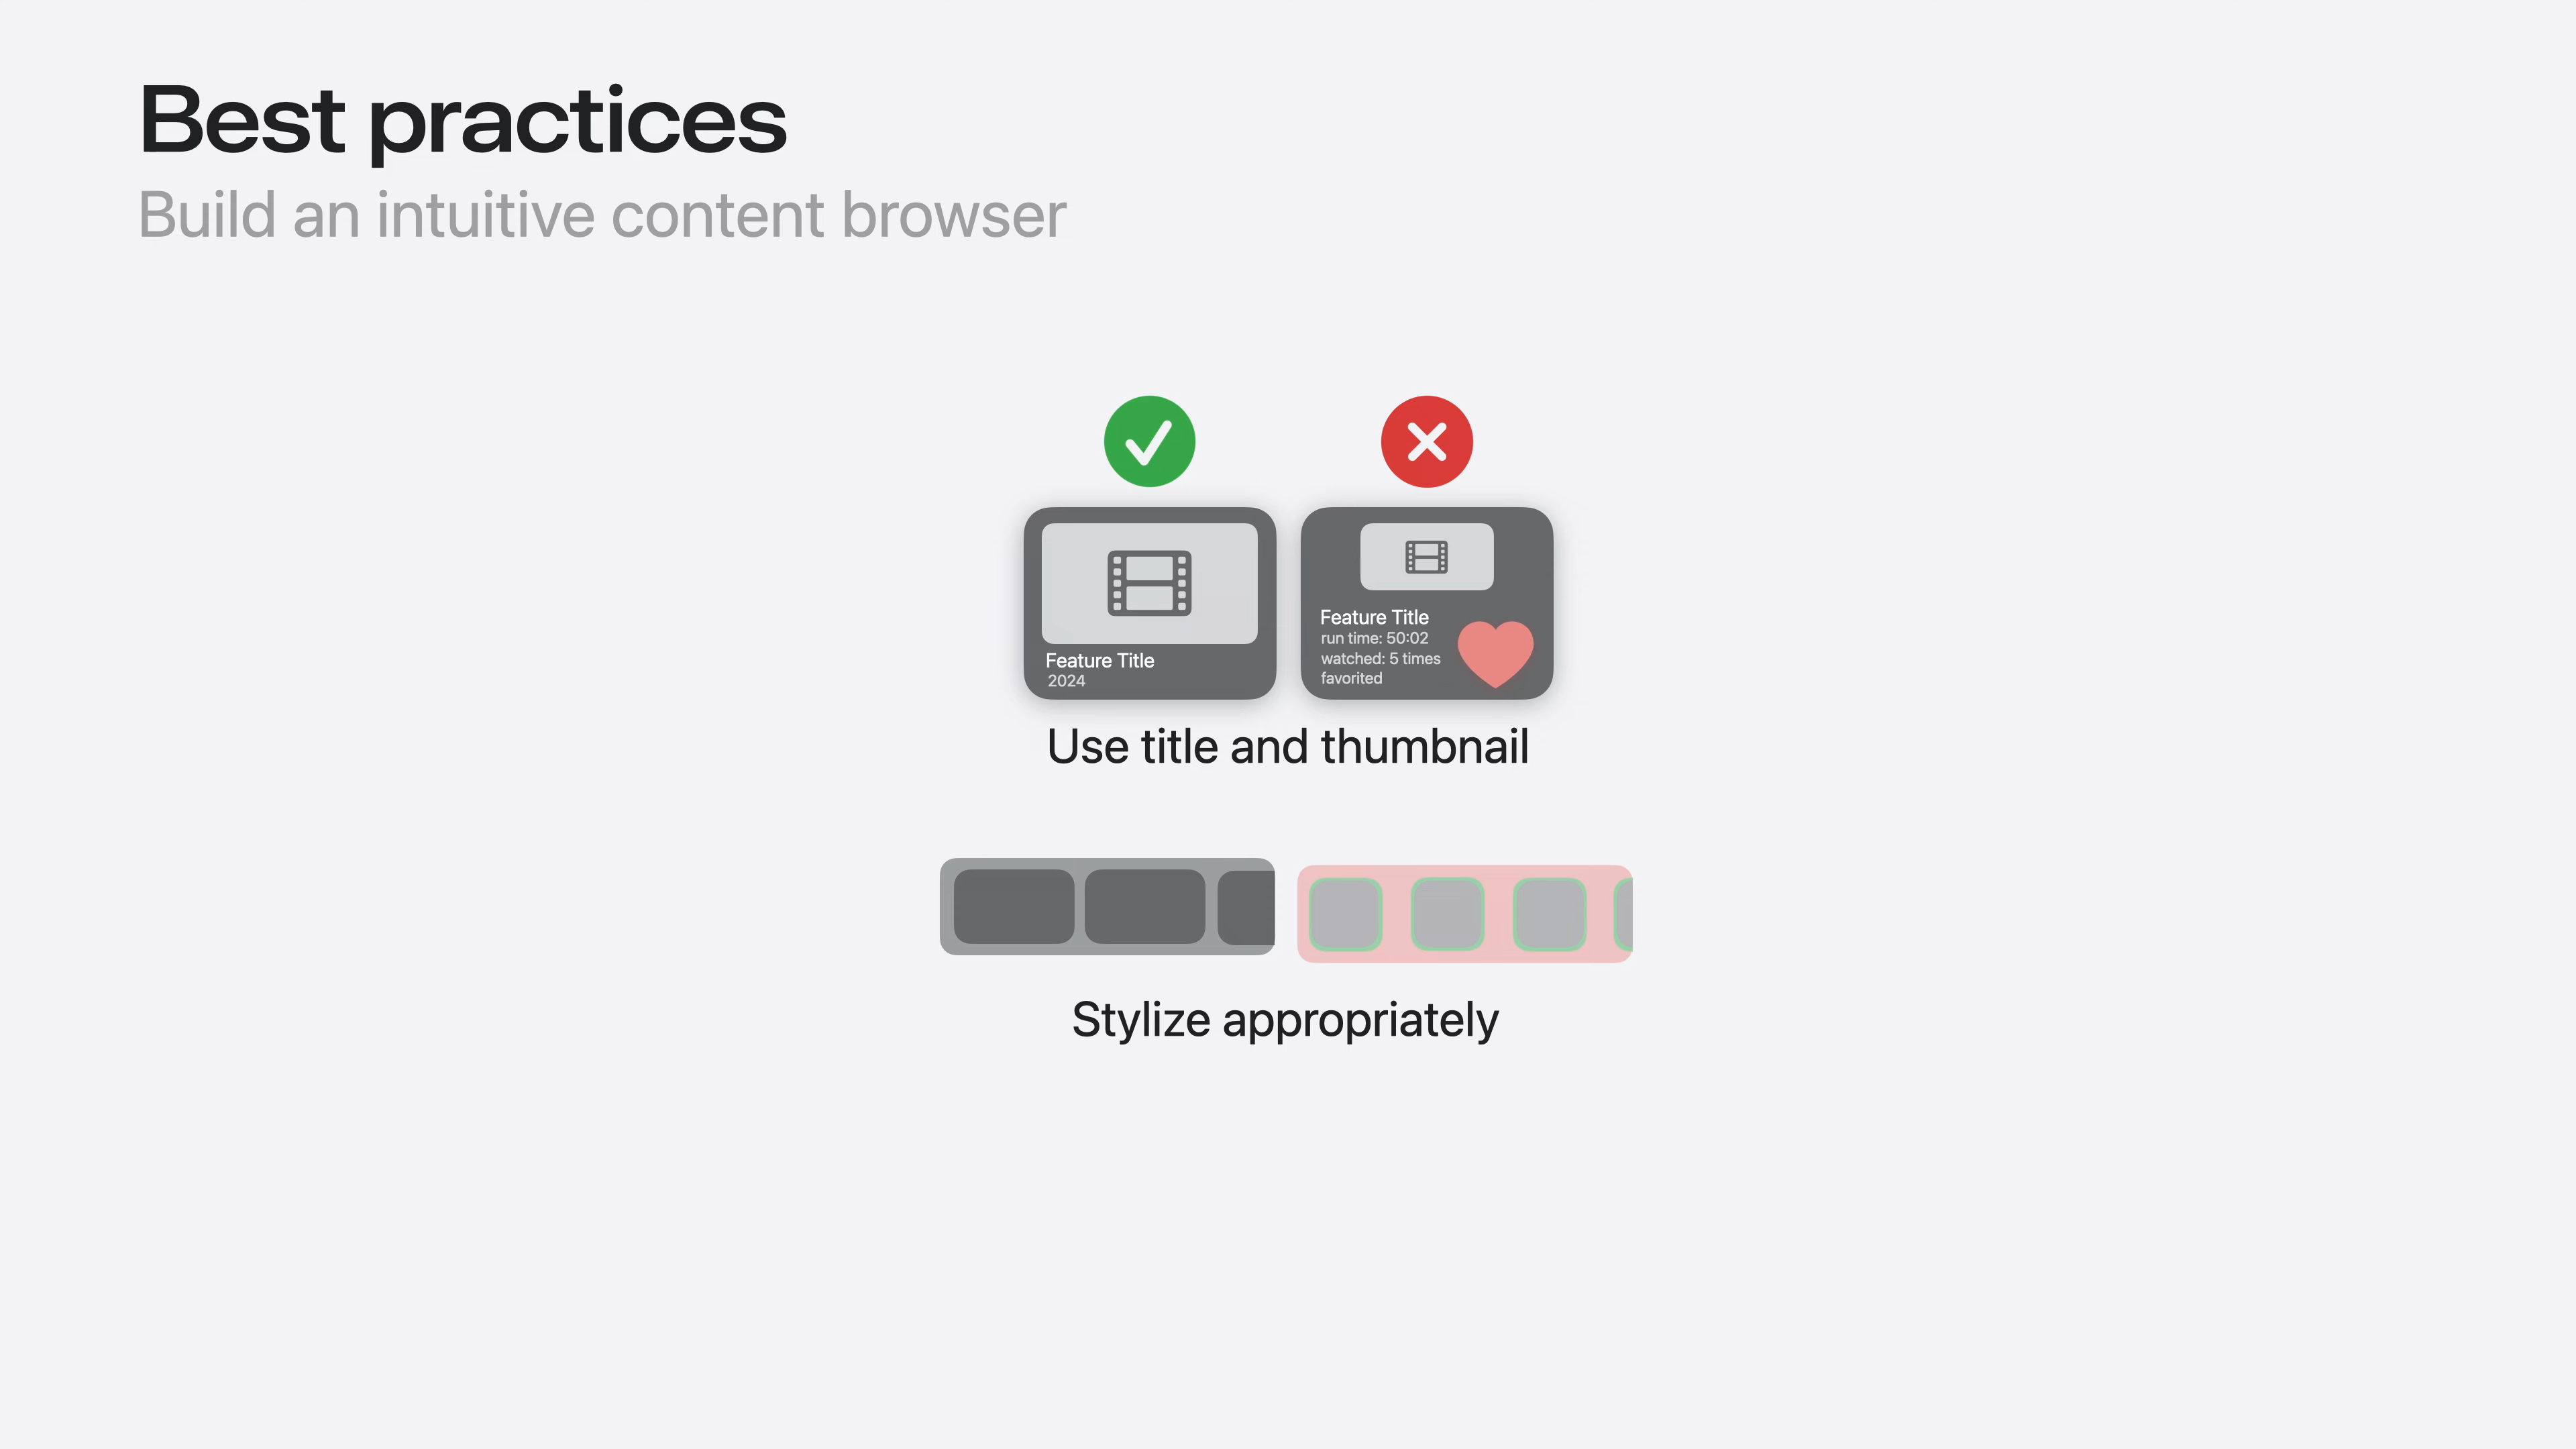 Best practices
Build an intuitive content browser
Feature Title
2024
Feature Title
run time: 50:02
watched: 5 times
favorited
Use title and thumbnail
Stylize appropriately